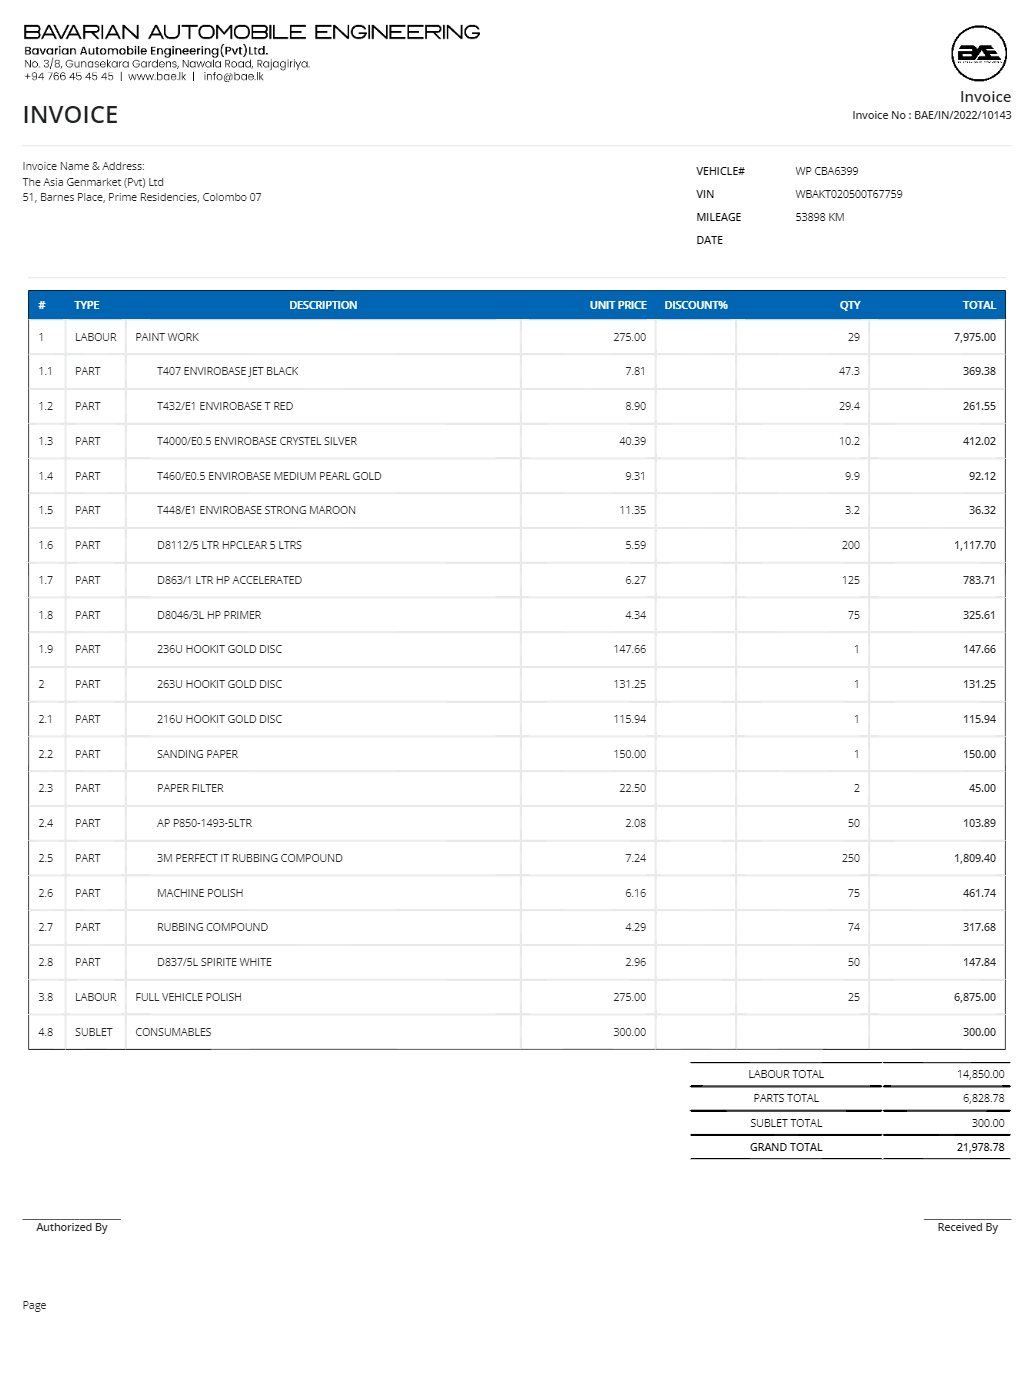 BAVARIAN AUTOMOBILE ENGINEERING
Bavarian Automobile Engineering(Pvt)Ltd.
No. 3/8, Gunasekara Gardens, Nawala Road, Rajagiriya.
+94 766 45 45 45 | www.bae.lk | info@bae.lk
BAE
Invoice
INVOICE
Invoice No : BAE/IN/2022/10143
Invoice Name & Address:
The Asia Genmarket (Pvt) Ltd
51, Barnes Place, Prime Residencies, Colombo 07
VEHICLE# WP CBA6399
VIN WBAKT020500T67759
MILEAGE 53898 KM
DATE
# TYPE DESCRIPTION UNIT PRICE DISCOUNT% QTY TOTAL
1 LABOUR PAINT WORK 275.00 29 7,975.00
1.1 PART T407 ENVIROBASE JET BLACK 7.81 47.3 369.38
1.2 PART T432/E1 ENVIROBASE T RED 8.90 29.4 261.55
1.3 PART T4000/E0.5 ENVIROBASE CRYSTEL SILVER 40.39 10.2 412.02
1.4 PART T460/E0.5 ENVIROBASE MEDIUM PEARL GOLD 9.31 9.9 92.12
1.5 PART T448/E1 ENVIROBASE STRONG MAROON 11.35 3.2 36.32
1.6 PART D8112/5 LTR HPCLEAR 5 LTRS 5.59 200 1,117.70
1.7 PART D863/1 LTR HP ACCELERATED 6.27 125 783.71
1.8 PART D8046/3L HP PRIMER 4.34 75 325.61
1.9 PART 236U HOOKIT GOLD DISC 147.66 1 147.66
2 PART 263U HOOKIT GOLD DISC 131.25 1 131.25
2.1 PART 216U HOOKIT GOLD DISC 115.94 1 115.94
2.2 PART SANDING PAPER 150.00 1 150.00
2.3 PART PAPER FILTER 22.50 2 45.00
2.4 PART AP P850-1493-5LTR 2.08 50 103.89
2.5 PART 3M PERFECT IT RUBBING COMPOUND 7.24 250 1,809.40
2.6 PART MACHINE POLISH 6.16 75 461.74
2.7 PART RUBBING COMPOUND 4.29 74 317.68
2.8 PART D837/5L SPIRITE WHITE 2.96 50 147.84
3.8 LABOUR FULL VEHICLE POLISH 275.00 25 6,875.00
4.8 SUBLET CONSUMABLES 300.00 300.00
LABOUR TOTAL 14,850.00
PARTS TOTAL 6,828.78
SUBLET TOTAL 300.00
GRAND TOTAL 21,978.78
Authorized By
Received By
Page